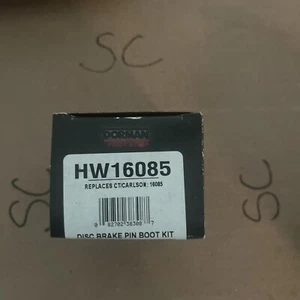 SC
DORMAN
HW16085
REPLACES CT/CARLSON: 16085
SC
SC
DISC BRAKE PIN BOOT KIT